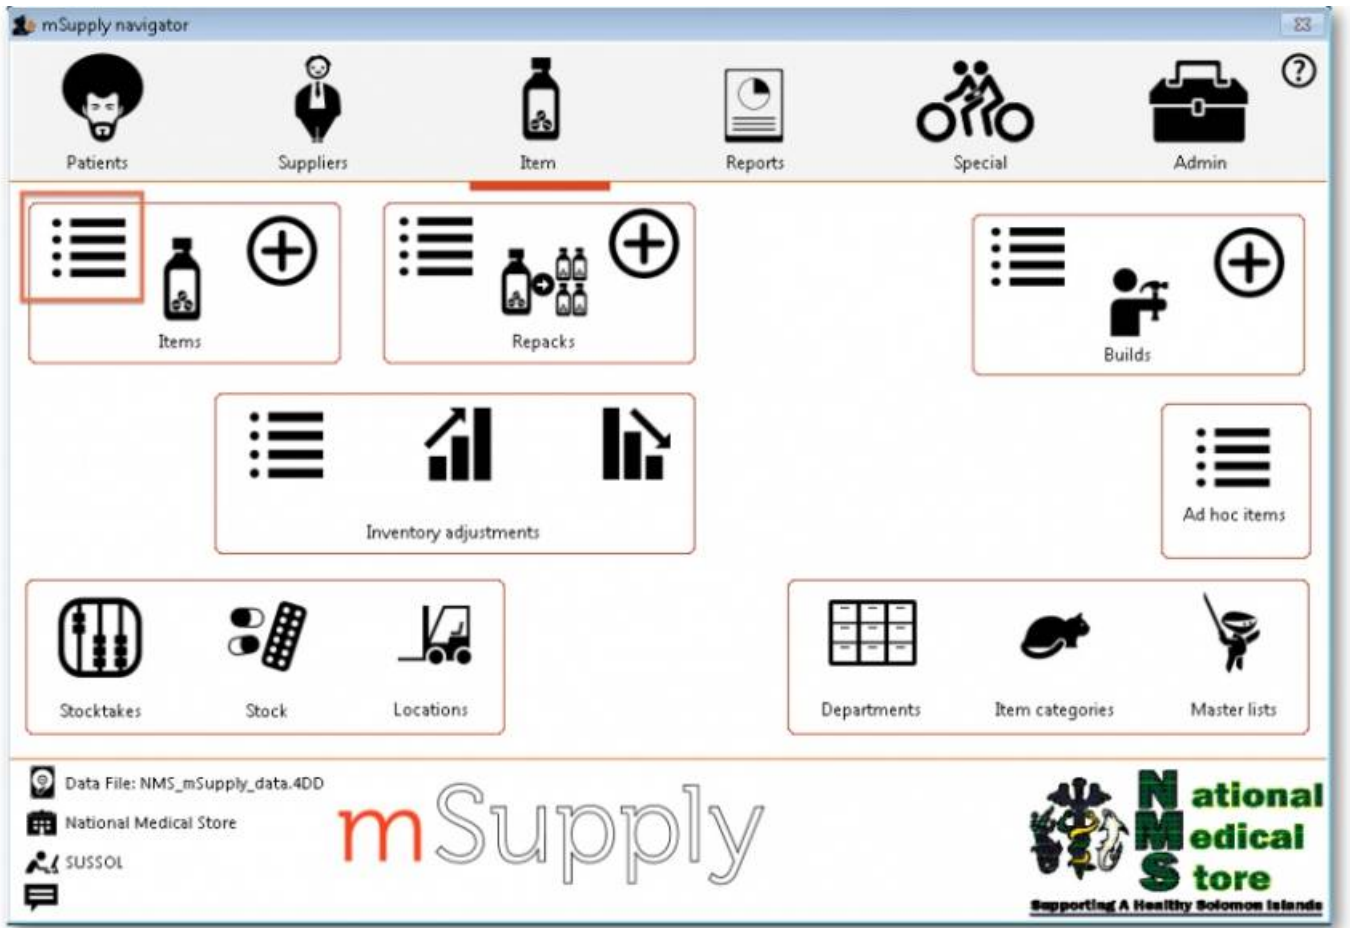 mSupply navigator
?
Patients Suppliers Item Reports Special Admin
Items Repacks Builds
Inventory adjustments
Ad hoc items
Stocktakes Stock Locations Departments Item categories Master lists
Data File: NMS_mSupply_data.4DD
National Medical Store
SUSSOL
mSupply
National
Medical
Store
Supporting A Healthy Solomon Islands